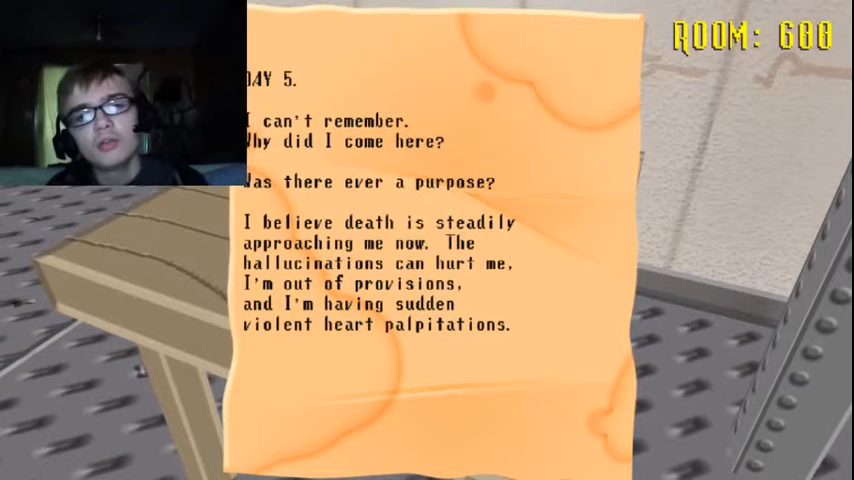 ROOM: 600
DAY 5.
I can't remember.
Why did I come here?
Was there ever a purpose?
I believe death is steadily
approaching me now. The
hallucinations can hurt me,
I'm out of provisions,
and I'm having sudden
violent heart palpitations.